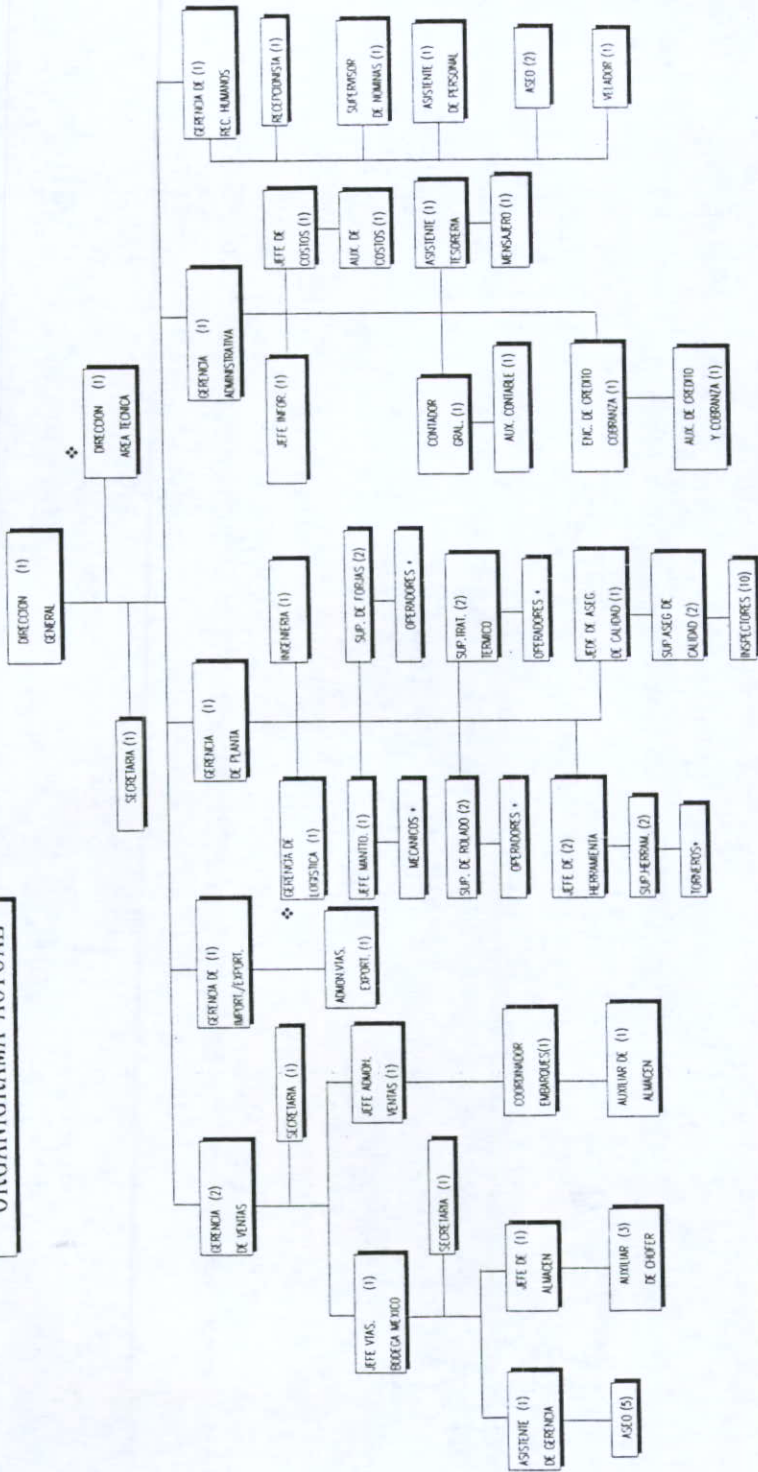 ORGANIGRAMA ACTUAL
DIRECCION (1)
GENERAL
❖
DIRECCION (1)
AREA TECNICA
SECRETARIA (1)
GERENCIA (2)
DE VENTAS
GERENCIA DE (1)
IMPORT./EXPORT.
GERENCIA (1)
DE PLANTA
GERENCIA (1)
ADMINISTRATIVA
GERENCIA DE (1)
REC. HUMANOS
SECRETARIA (1)
JEFE VTAS. (1)
BODEGA MEXICO
JEFE ADMON.
VENTAS (1)
SECRETARIA (1)
ASISTENTE (1)
DE GERENCIA
ASEO (5)
JEFE DE (1)
ALMACEN
AUXILIAR (3)
DE CHOFER
COORDINADOR
EMBARQUES(1)
AUXILIAR DE (1)
ALMACEN
ADMON.VTAS.
EXPORT. (1)
❖
GERENCIA DE
LOGISTICA (1)
INGENIERIA (1)
JEFE MANTTO. (1)
MECANICOS *
SUP. DE FORJAS (2)
OPERADORES *
SUP. DE ROLADO (2)
OPERADORES *
SUP.TRAT. (2)
TERMICO
OPERADORES *
JEFE DE (2)
HERRAMIENTA
SUP.HERRAM. (2)
TORNEROS*
JEDE DE ASEG.
DE CALIDAD (1)
SUP.ASEG DE
CALIDAD (2)
INSPECTORES (10)
JEFE INFOR. (1)
JEFE DE
COSTOS (1)
AUX. DE
COSTOS (1)
CONTADOR
GRAL. (1)
AUX. CONTABLE (1)
ASISTENTE (1)
TESORERIA
MENSAJERO (1)
ENC. DE CREDITO
COBRANZA (1)
AUX. DE CREDITO
Y COBRANZA (1)
RECEPCIONISTA (1)
SUPERVISOR
DE NOMINAS (1)
ASISTENTE (1)
DE PERSONAL
ASEO (2)
VELADOR (1)